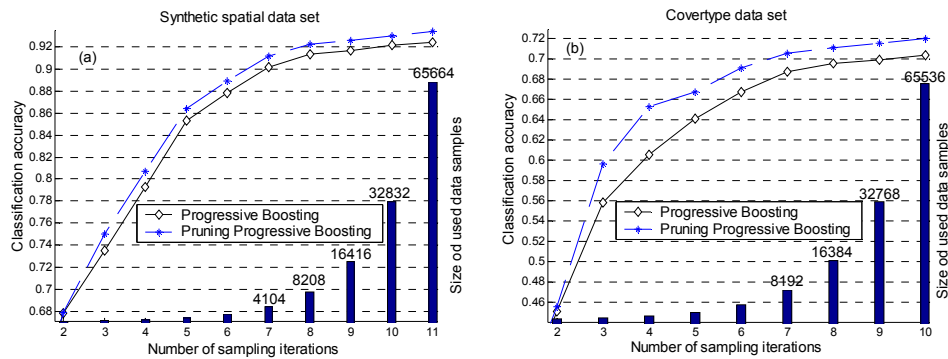 Synthetic spatial data set
(a)
Classification accuracy
0.92
0.9
0.88
0.86
0.84
0.82
0.8
0.78
0.76
0.74
0.72
0.7
0.68
65664
32832
16416
8208
4104
Progressive Boosting
Pruning Progressive Boosting
2 3 4 5 6 7 8 9 10 11
Number of sampling iterations
Size od used data samples
Covertype data set
(b)
Classification accuracy
0.72
0.7
0.68
0.66
0.64
0.62
0.6
0.58
0.56
0.54
0.52
0.5
0.48
0.46
65536
32768
16384
8192
Progressive Boosting
Pruning Progressive Boosting
2 3 4 5 6 7 8 9 10
Number of sampling iterations
Size od used data samples